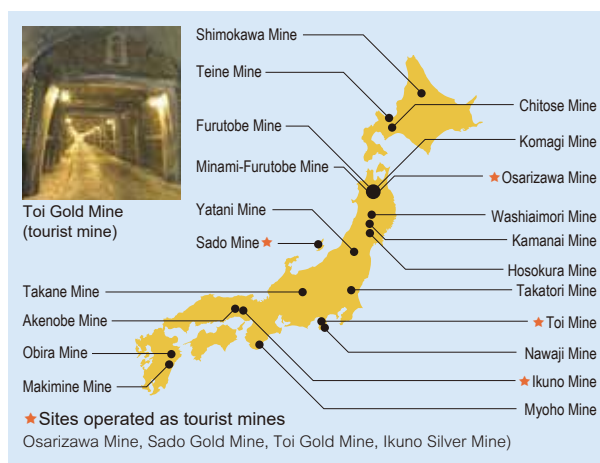 Shimokawa Mine
Teine Mine
Chitose Mine
Furutobe Mine
Komagi Mine
Minami-Furutobe Mine
★Osarizawa Mine
Toi Gold Mine
(tourist mine)
Yatani Mine
Washiaimori Mine
Sado Mine★
Kamanai Mine
Hosokura Mine
Takane Mine
Takatori Mine
Akenobe Mine
★Toi Mine
Obira Mine
Nawaji Mine
Makimine Mine
★Ikuno Mine
Myoho Mine
★Sites operated as tourist mines
Osarizawa Mine, Sado Gold Mine, Toi Gold Mine, Ikuno Silver Mine)